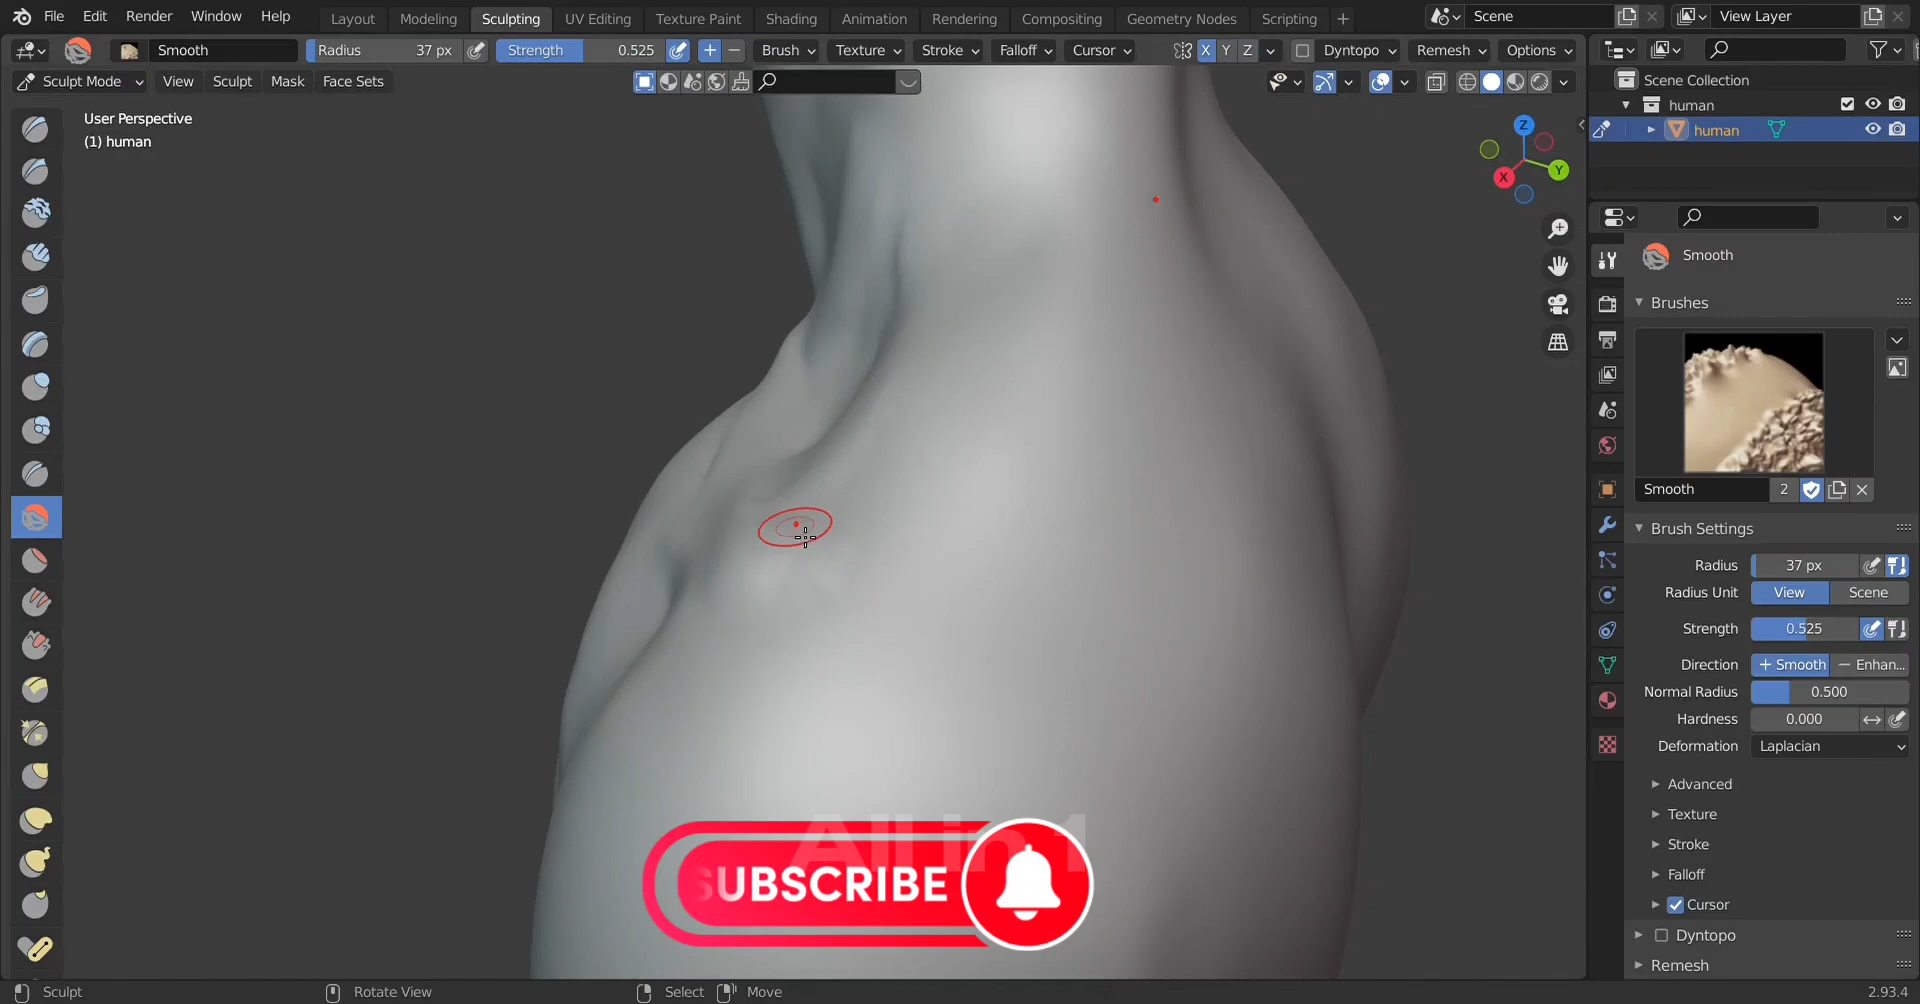 File Edit Render Window Help Layout Modeling Sculpting UV Editing Texture Paint Shading Animation Rendering Compositing Geometry Nodes Scripting + Scene View Layer
Smooth Radius 37 px Strength 0.525 + − Brush Texture Stroke Falloff Cursor X Y Z Dyntopo Remesh Options
Sculpt Mode View Sculpt Mask Face Sets
Scene Collection
human
human
User Perspective
(1) human
Z
Y
X
Smooth
Brushes
Smooth 2
Brush Settings
Radius 37 px
Radius Unit View Scene
Strength 0.525
Direction + Smooth − Enhan...
Normal Radius 0.500
Hardness 0.000
Deformation Laplacian
Advanced
Texture
Stroke
Falloff
Cursor
Dyntopo
Remesh
All in 1
SUBSCRIBE
Sculpt Rotate View Select Move 2.93.4